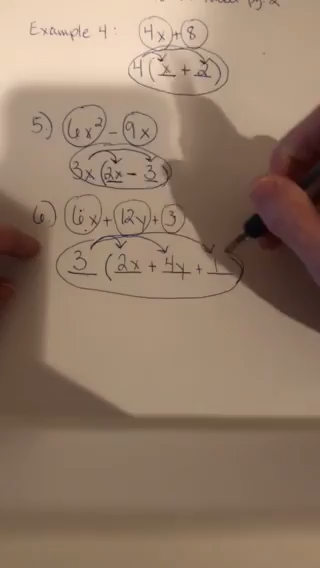 Example 4: 4x + 8
4 (x + 2)
5.) 6x² - 9x
3x (2x - 3)
6) 6x + 12y + 3
3 (2x + 4y + 1)